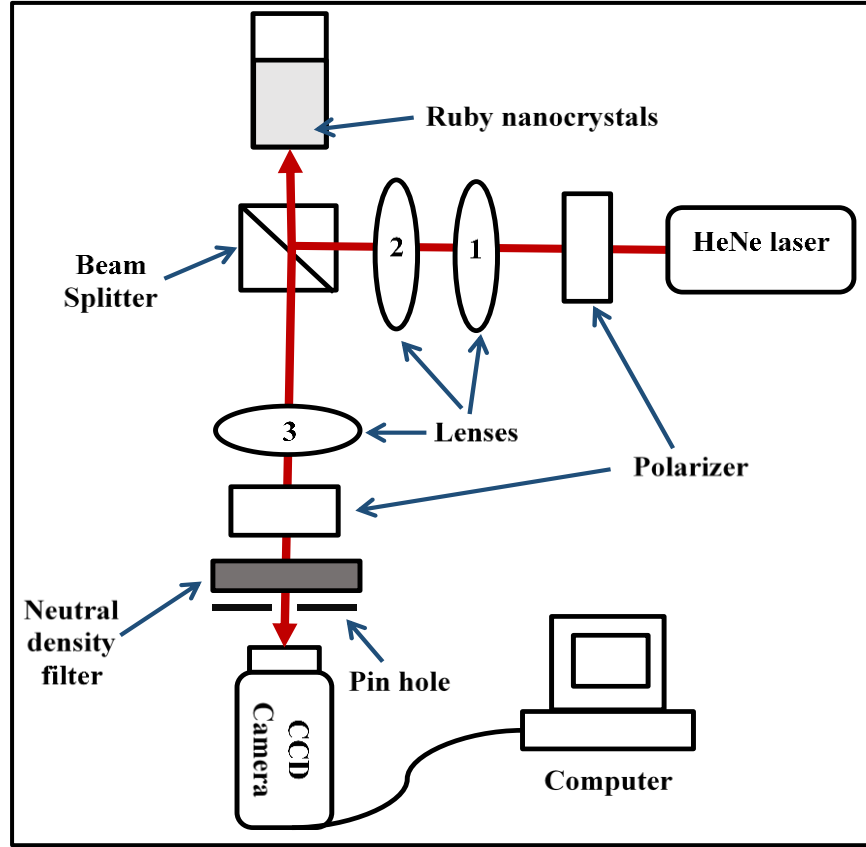 Ruby nanocrystals
HeNe laser
2
1
Beam
Splitter
3
Lenses
Polarizer
Neutral
density
filter
Pin hole
CCD
Camera
Computer